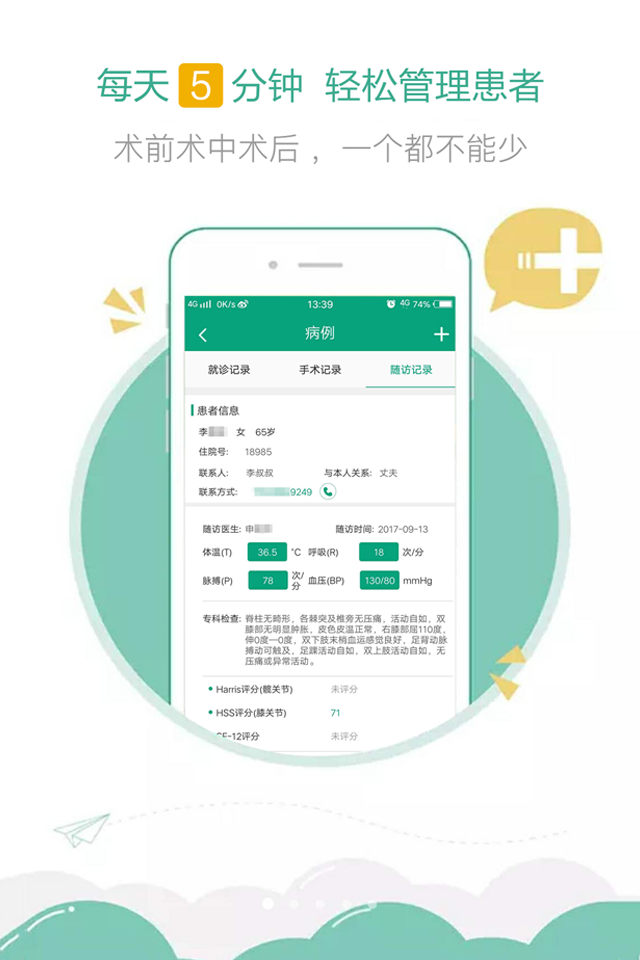 每天 5 分钟 轻松管理患者
术前术中术后，一个都不能少
4G 0K/s 13:39 4G 74%
病例
就诊记录 手术记录 随访记录
患者信息
李 女 65岁
住院号: 18985
联系人: 李叔叔 与本人关系: 丈夫
联系方式: 9249
随访医生: 申 随访时间: 2017-09-13
体温(T) 36.5 °C 呼吸(R) 18 次/分
脉搏(P) 78 次/分 血压(BP) 130/80 mmHg
专科检查: 脊柱无畸形，各棘突及椎旁无压痛，活动自如，双
膝部无明显肿胀，皮色皮温正常，右膝部屈110度，
伸0度—0度，双下肢末梢血运感觉良好，足背动脉
搏动可触及，足踝活动自如，双上肢活动自如，无
压痛或异常活动。
Harris评分(髋关节) 未评分
HSS评分(膝关节) 71
SF-12评分 未评分